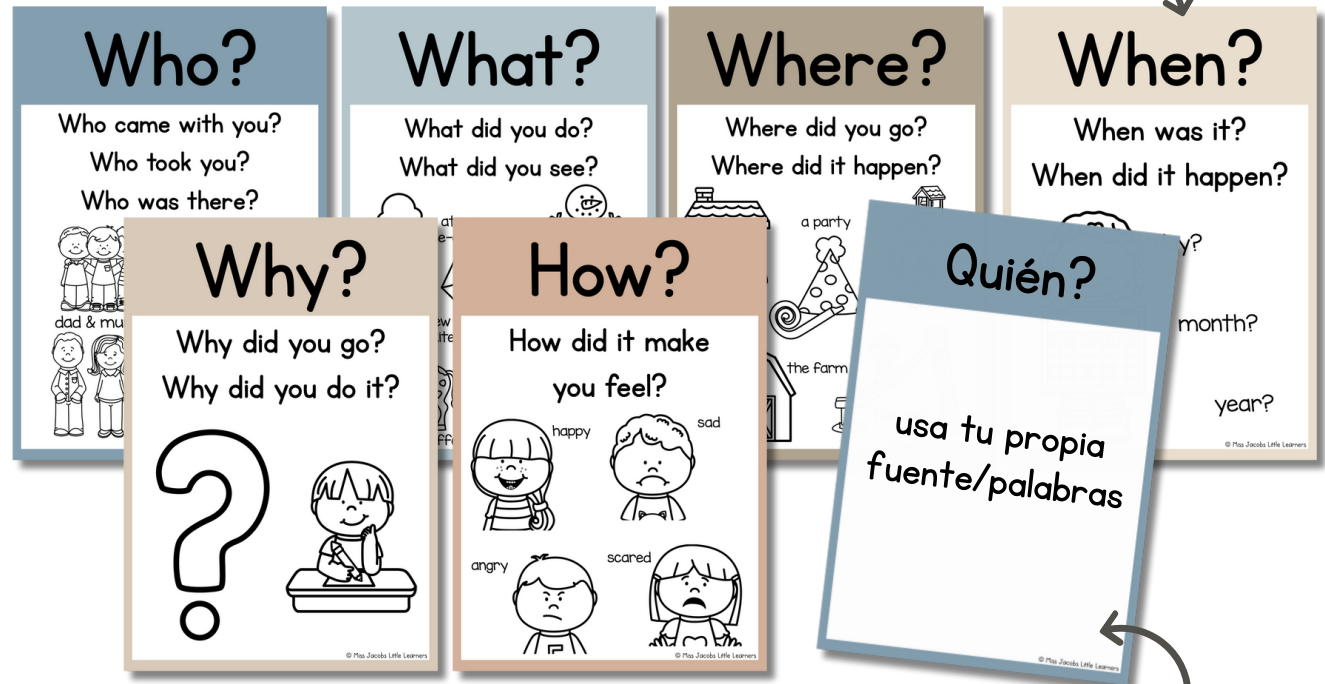 Who?
Who came with you?
Who took you?
Who was there?
dad & mu
What?
What did you do?
What did you see?
Where?
Where did you go?
Where did it happen?
a party
the farm
When?
When was it?
When did it happen?
y?
month?
year?
© Miss Jacobs Little Learners
Why?
Why did you go?
Why did you do it?
© Miss Jacobs Little Learners
How?
How did it make
you feel?
happy
sad
angry
scared
© Miss Jacobs Little Learners
Quién?
usa tu propia
fuente/palabras
© Miss Jacobs Little Learners